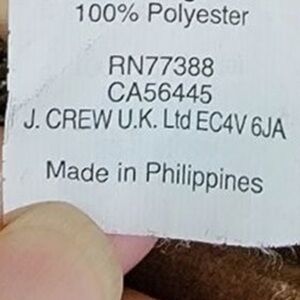 100% Polyester
RN77388
CA56445
J. CREW U.K. Ltd EC4V 6JA
Made in Philippines